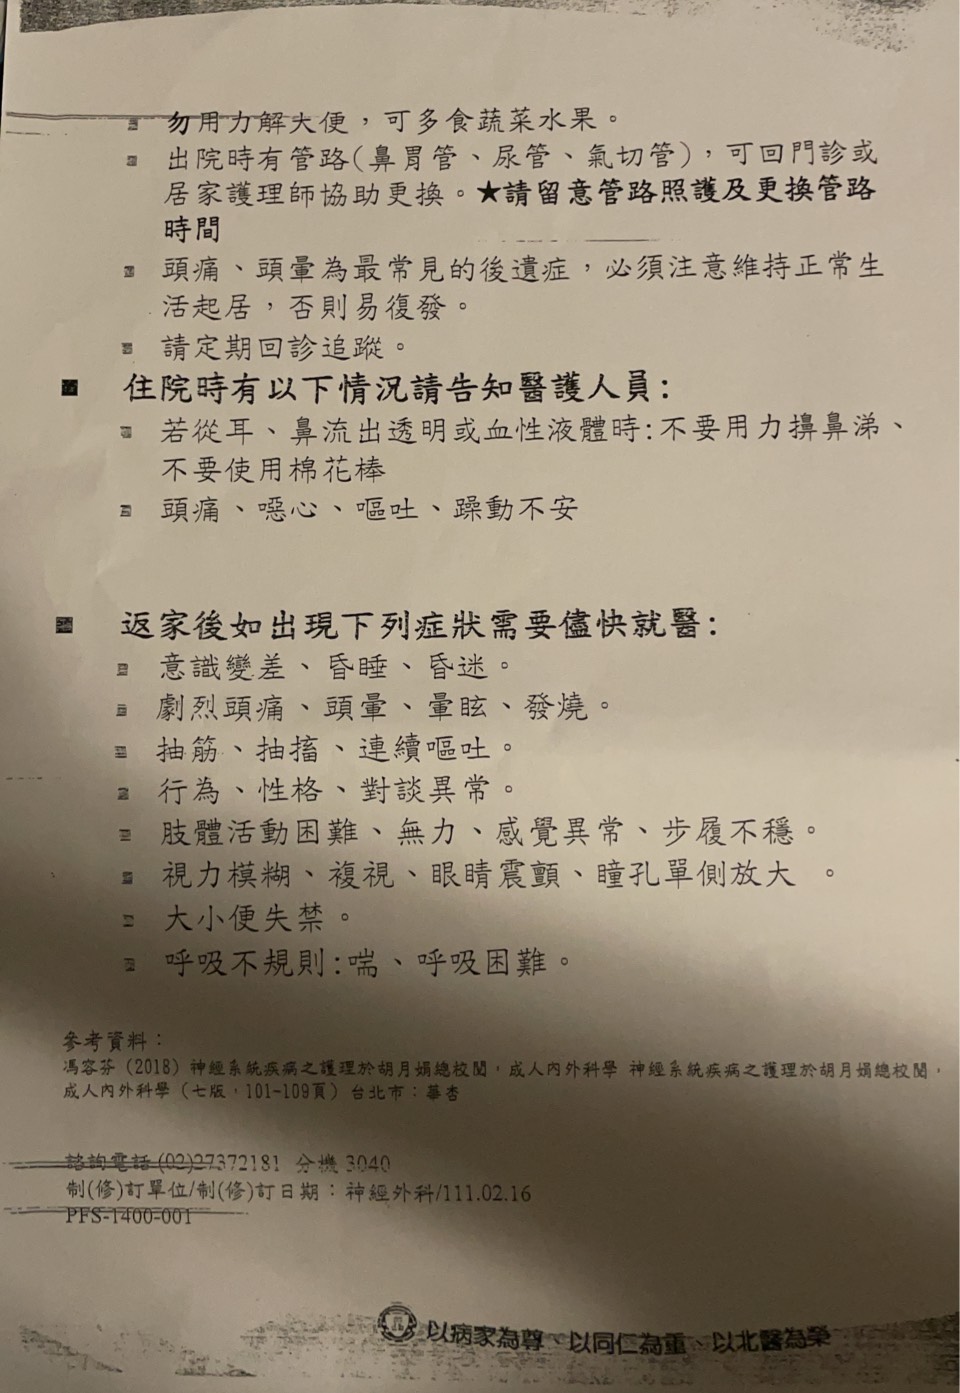 勿用力解大便，可多食蔬菜水果。
出院時有管路(鼻胃管、尿管、氣切管)，可回門診或
居家護理師協助更換。★請留意管路照護及更換管路
時間
頭痛、頭暈為最常見的後遺症，必須注意維持正常生
活起居，否則易復發。
請定期回診追蹤。
住院時有以下情況請告知醫護人員：
若從耳、鼻流出透明或血性液體時:不要用力擤鼻涕、
不要使用棉花棒
頭痛、噁心、嘔吐、躁動不安
返家後如出現下列症狀需要儘快就醫：
意識變差、昏睡、昏迷。
劇烈頭痛、頭暈、暈眩、發燒。
抽筋、抽搐、連續嘔吐。
行為、性格、對談異常。
肢體活動困難、無力、感覺異常、步履不穩。
視力模糊、複視、眼睛震顫、瞳孔單側放大 。
大小便失禁。
呼吸不規則:喘、呼吸困難。
參考資料：
馮容芬（2018）神經系統疾病之護理於胡月娟總校閱，成人內外科學 神經系統疾病之護理於胡月娟總校閱，
成人內外科學（七版，101-109頁）台北市：華杏
諮詢電話 (02)27372181 分機 3040
制(修)訂單位/制(修)訂日期：神經外科/111.02.16
PFS-1400-001
以病家為尊、以同仁為重、以北醫為榮